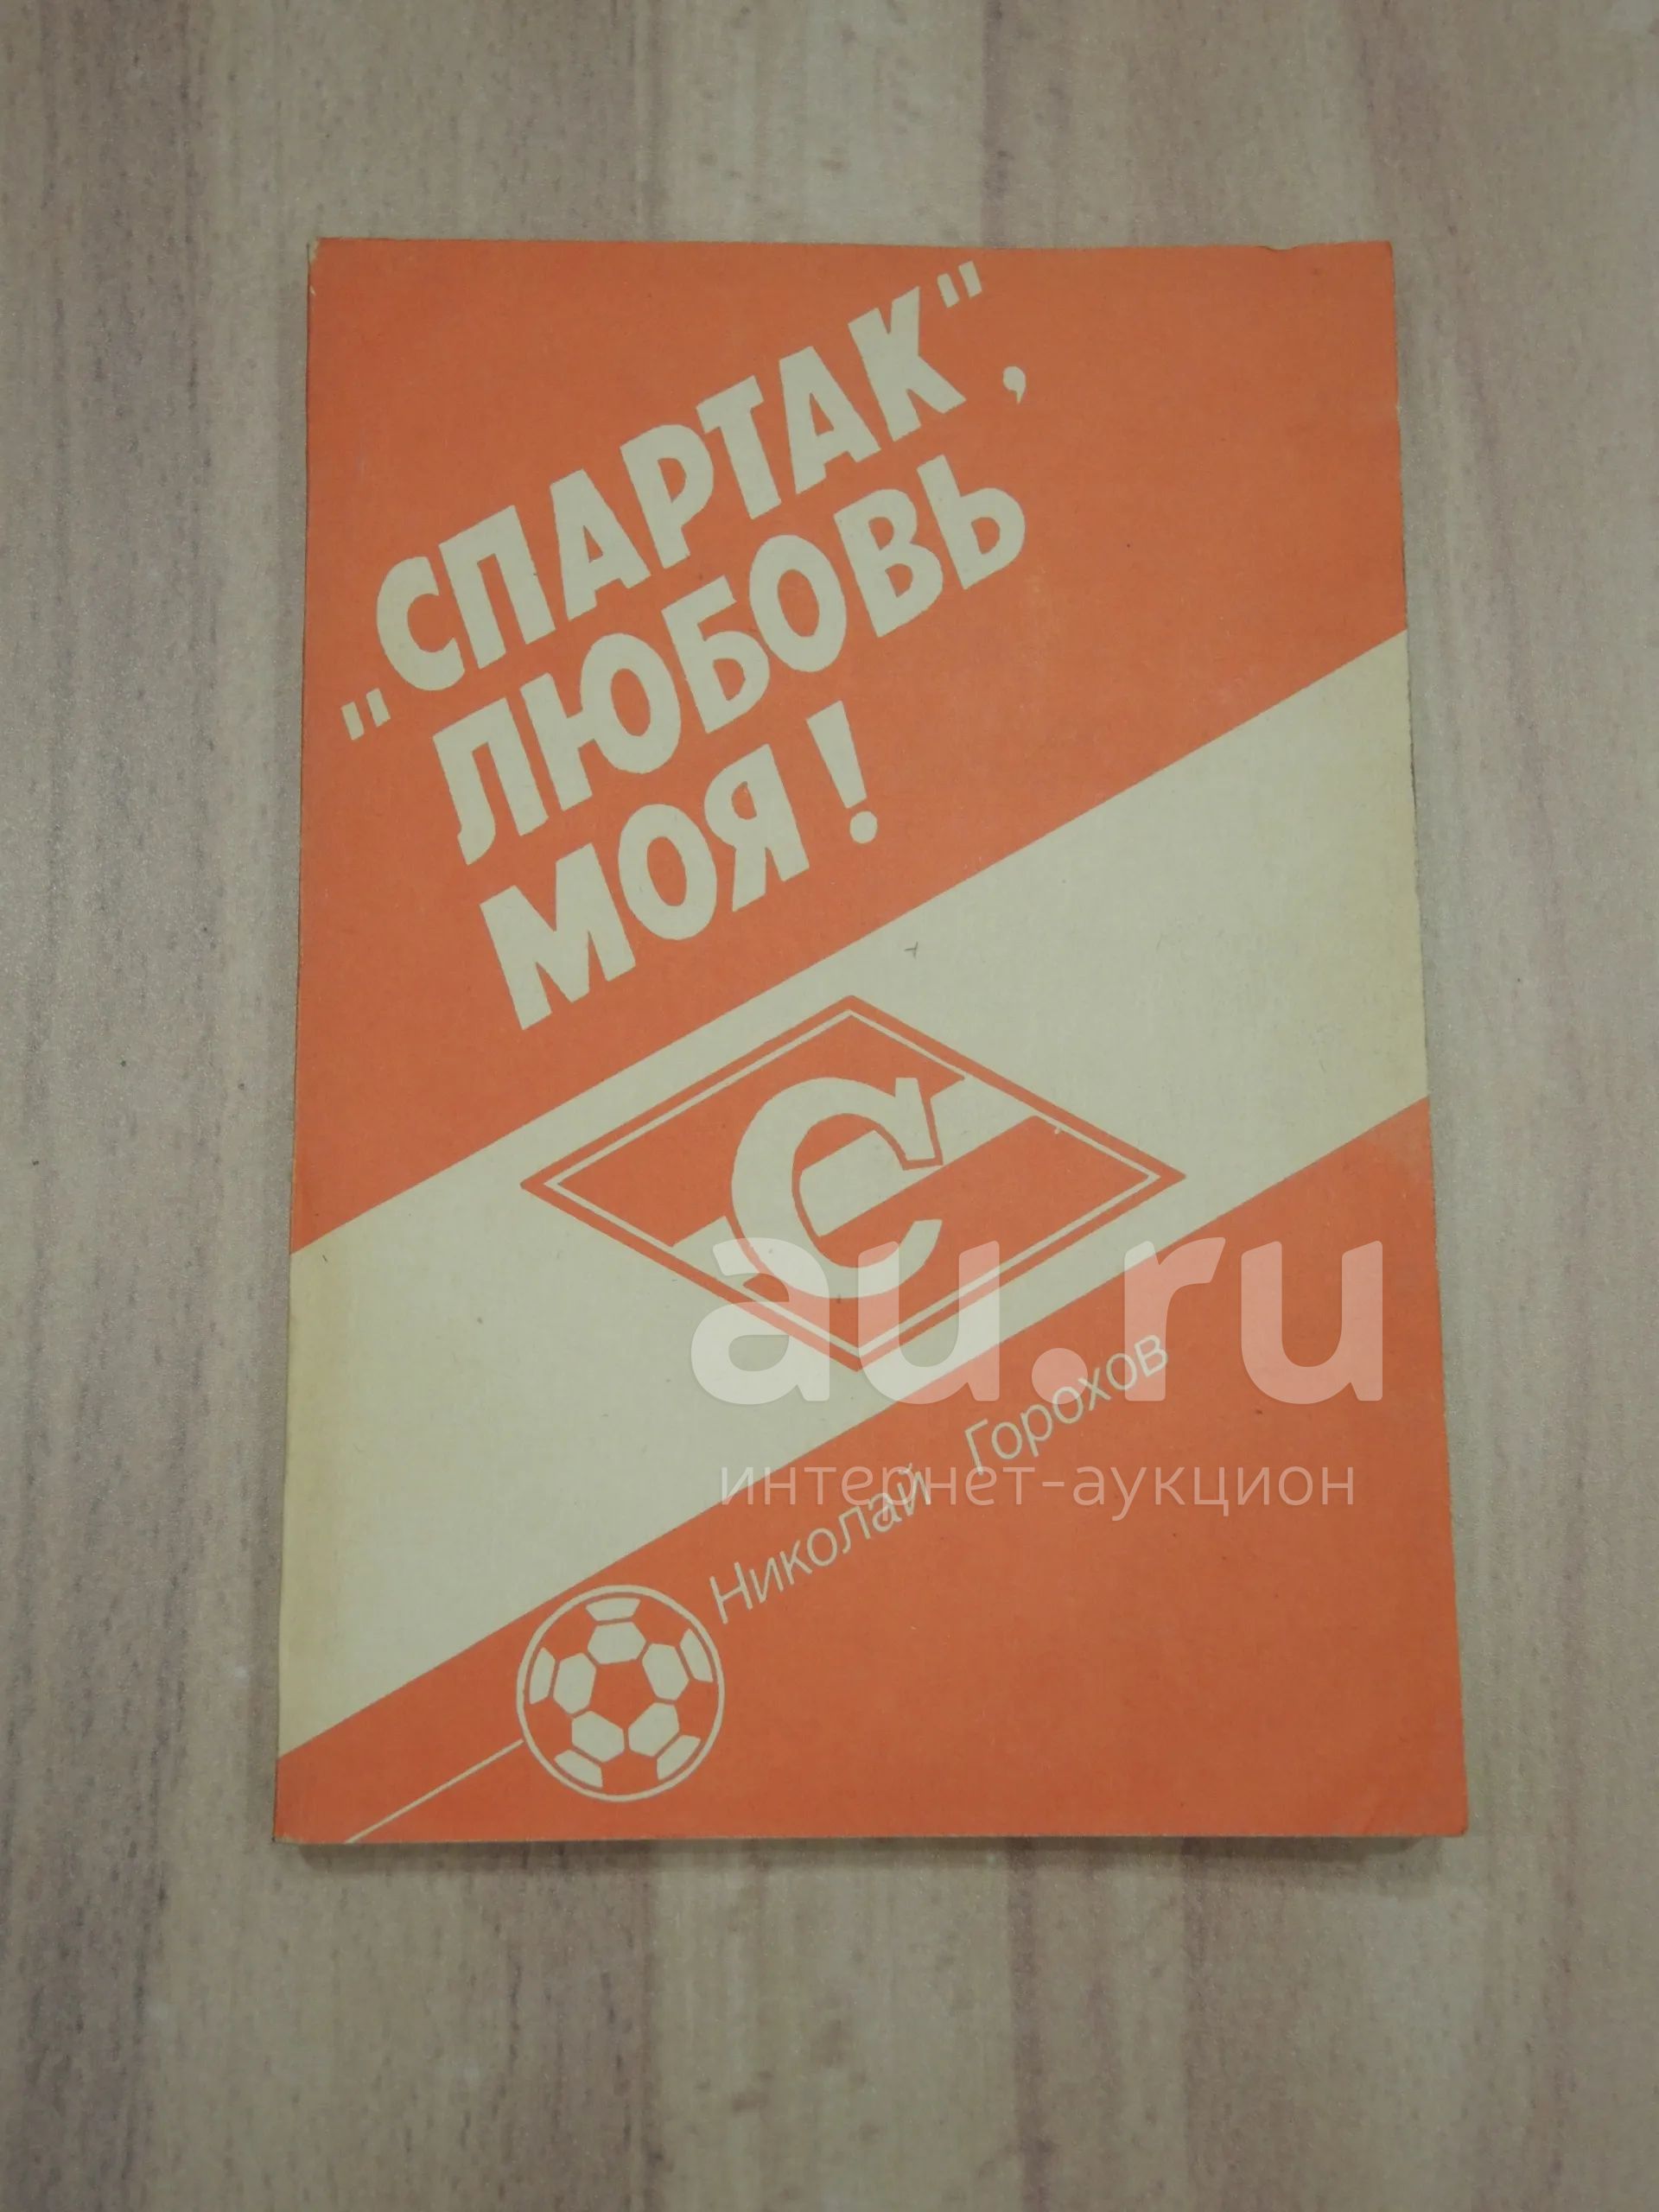 "СПАРТАК",
ЛЮБОВЬ
МОЯ!
С
au.ru
интернет-аукцион
Николай Горохов